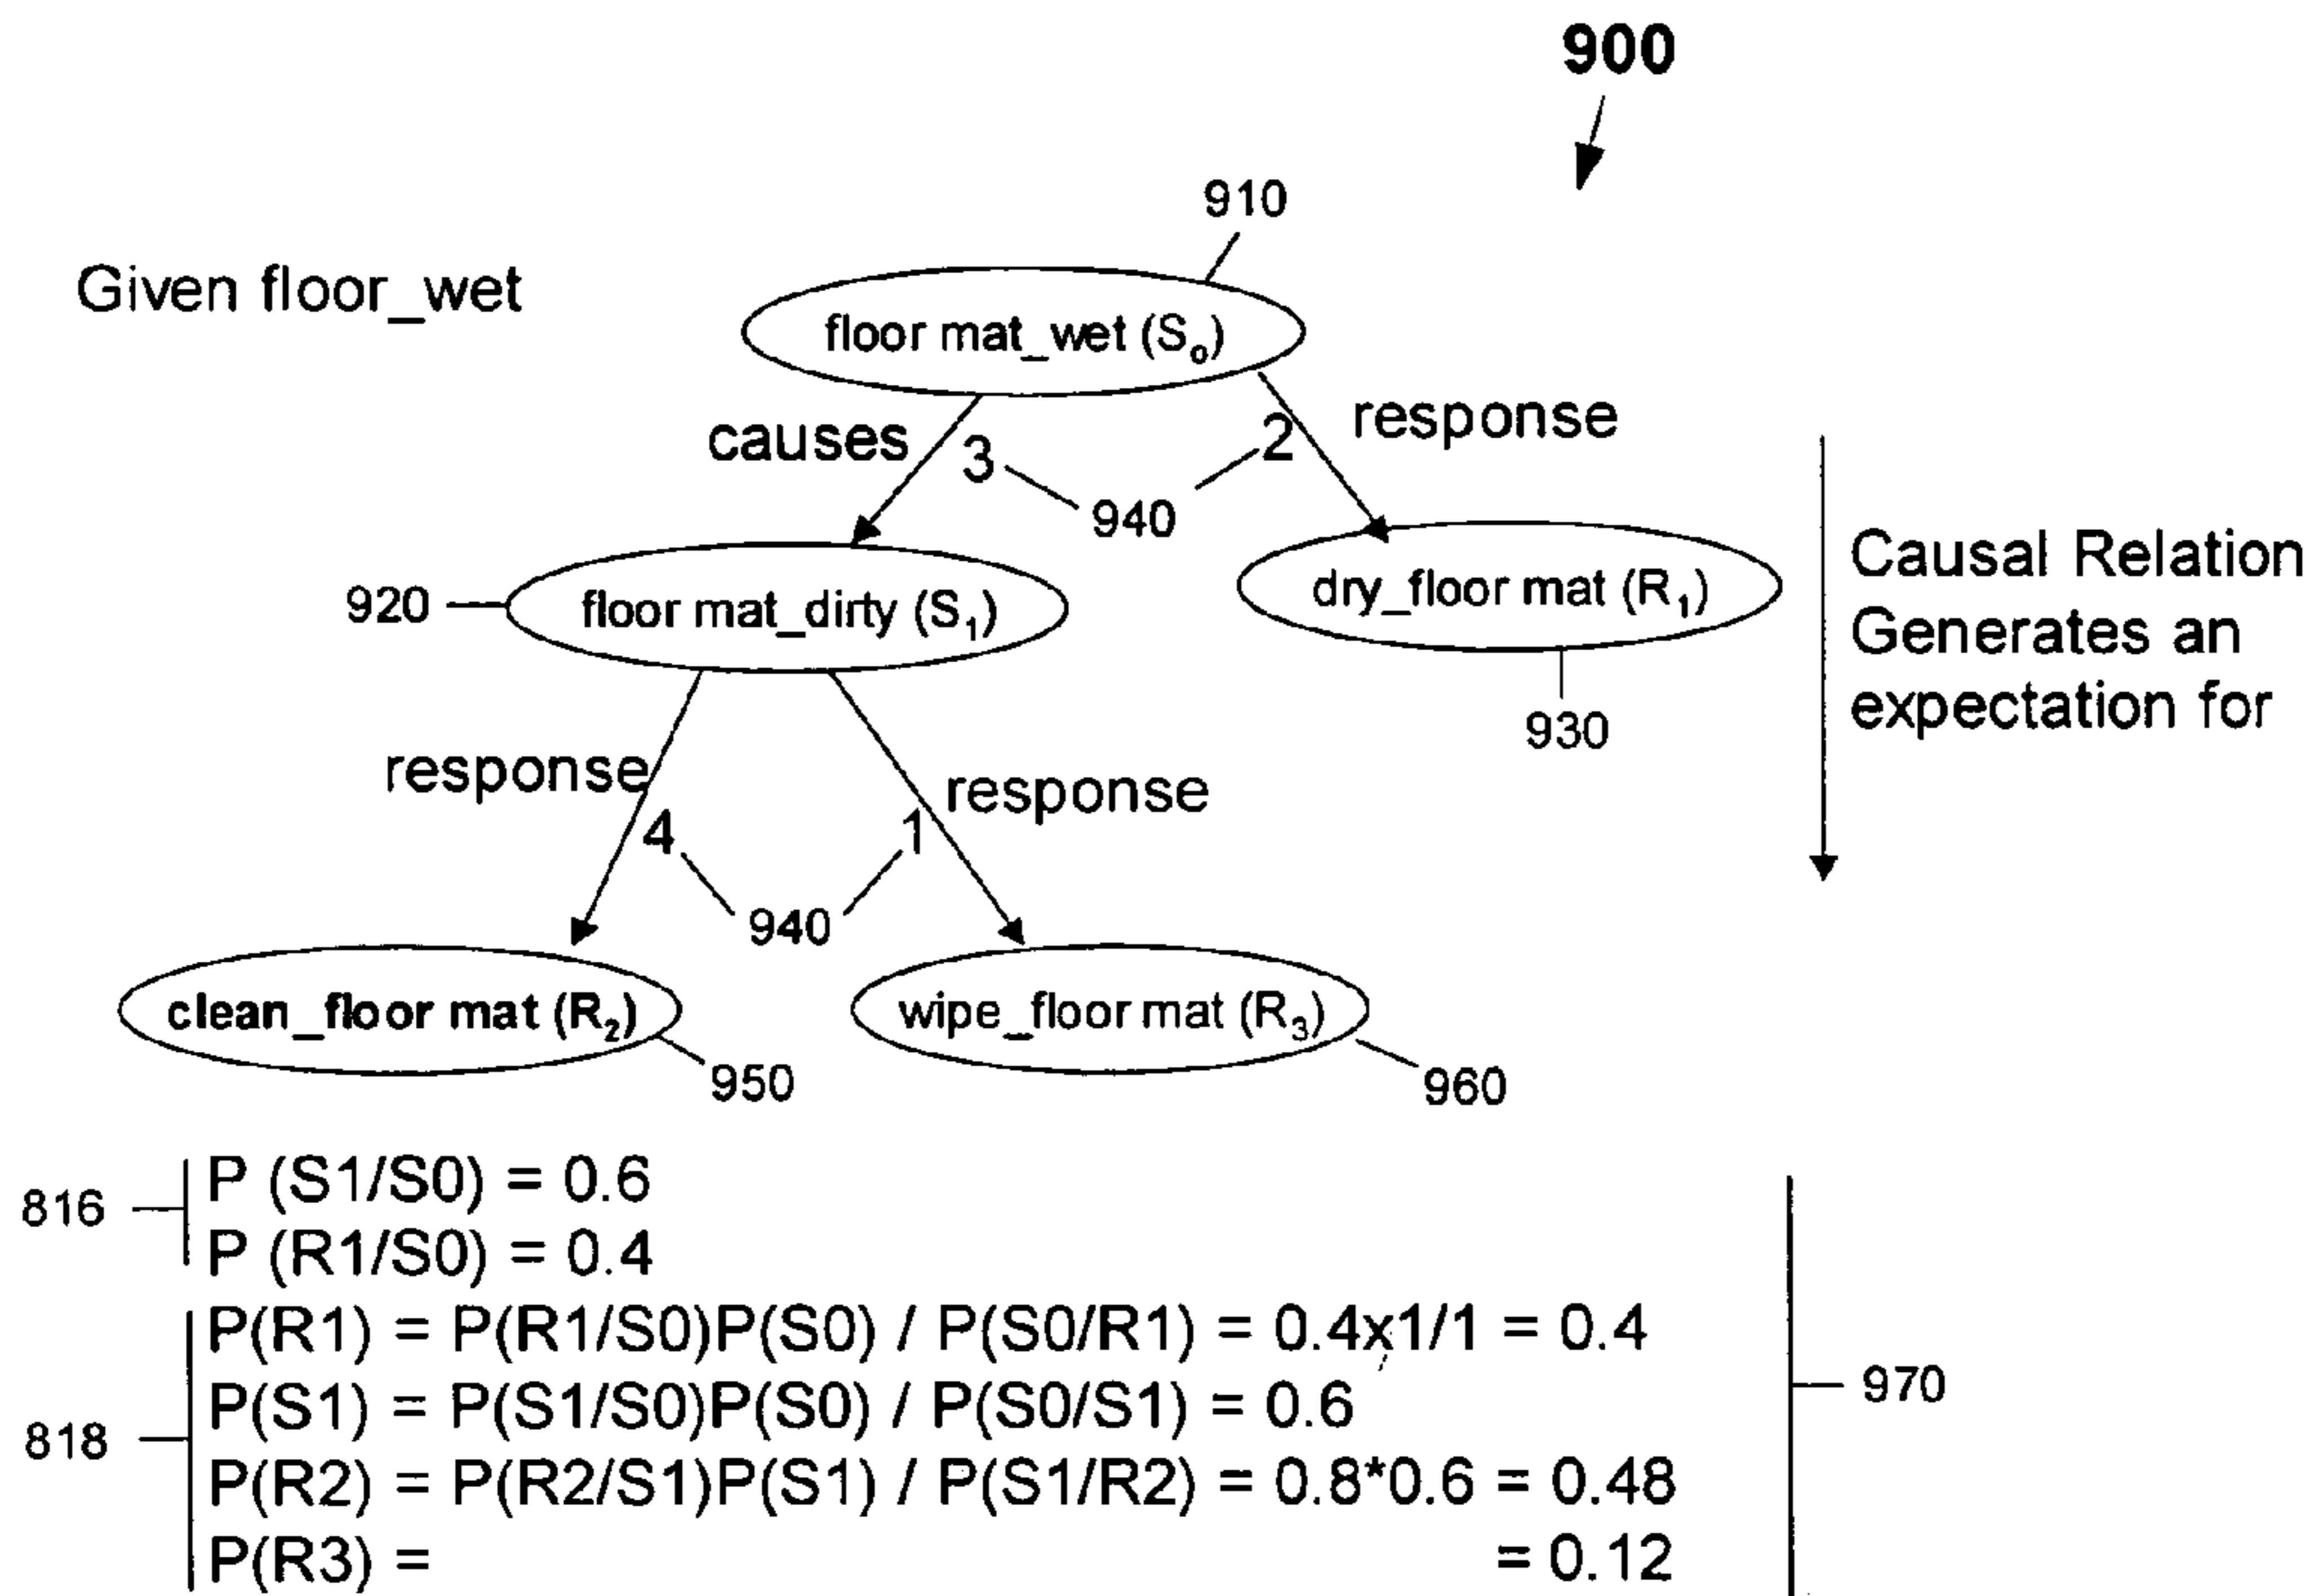 900
910
Given floor_wet
floor mat_wet (S₀)
causes
3
2
response
940
920
floor mat_dirty (S₁)
dry_floor mat (R₁)
930
Causal Relation
Generates an
expectation for
response
response
4
1
940
clean_floor mat (R₂)
wipe_floor mat (R₃)
950
960
816
P (S1/S0) = 0.6
P (R1/S0) = 0.4
818
P(R1) = P(R1/S0)P(S0) / P(S0/R1) = 0.4x1/1 = 0.4
P(S1) = P(S1/S0)P(S0) / P(S0/S1) = 0.6
P(R2) = P(R2/S1)P(S1) / P(S1/R2) = 0.8*0.6 = 0.48
P(R3) = = 0.12
970